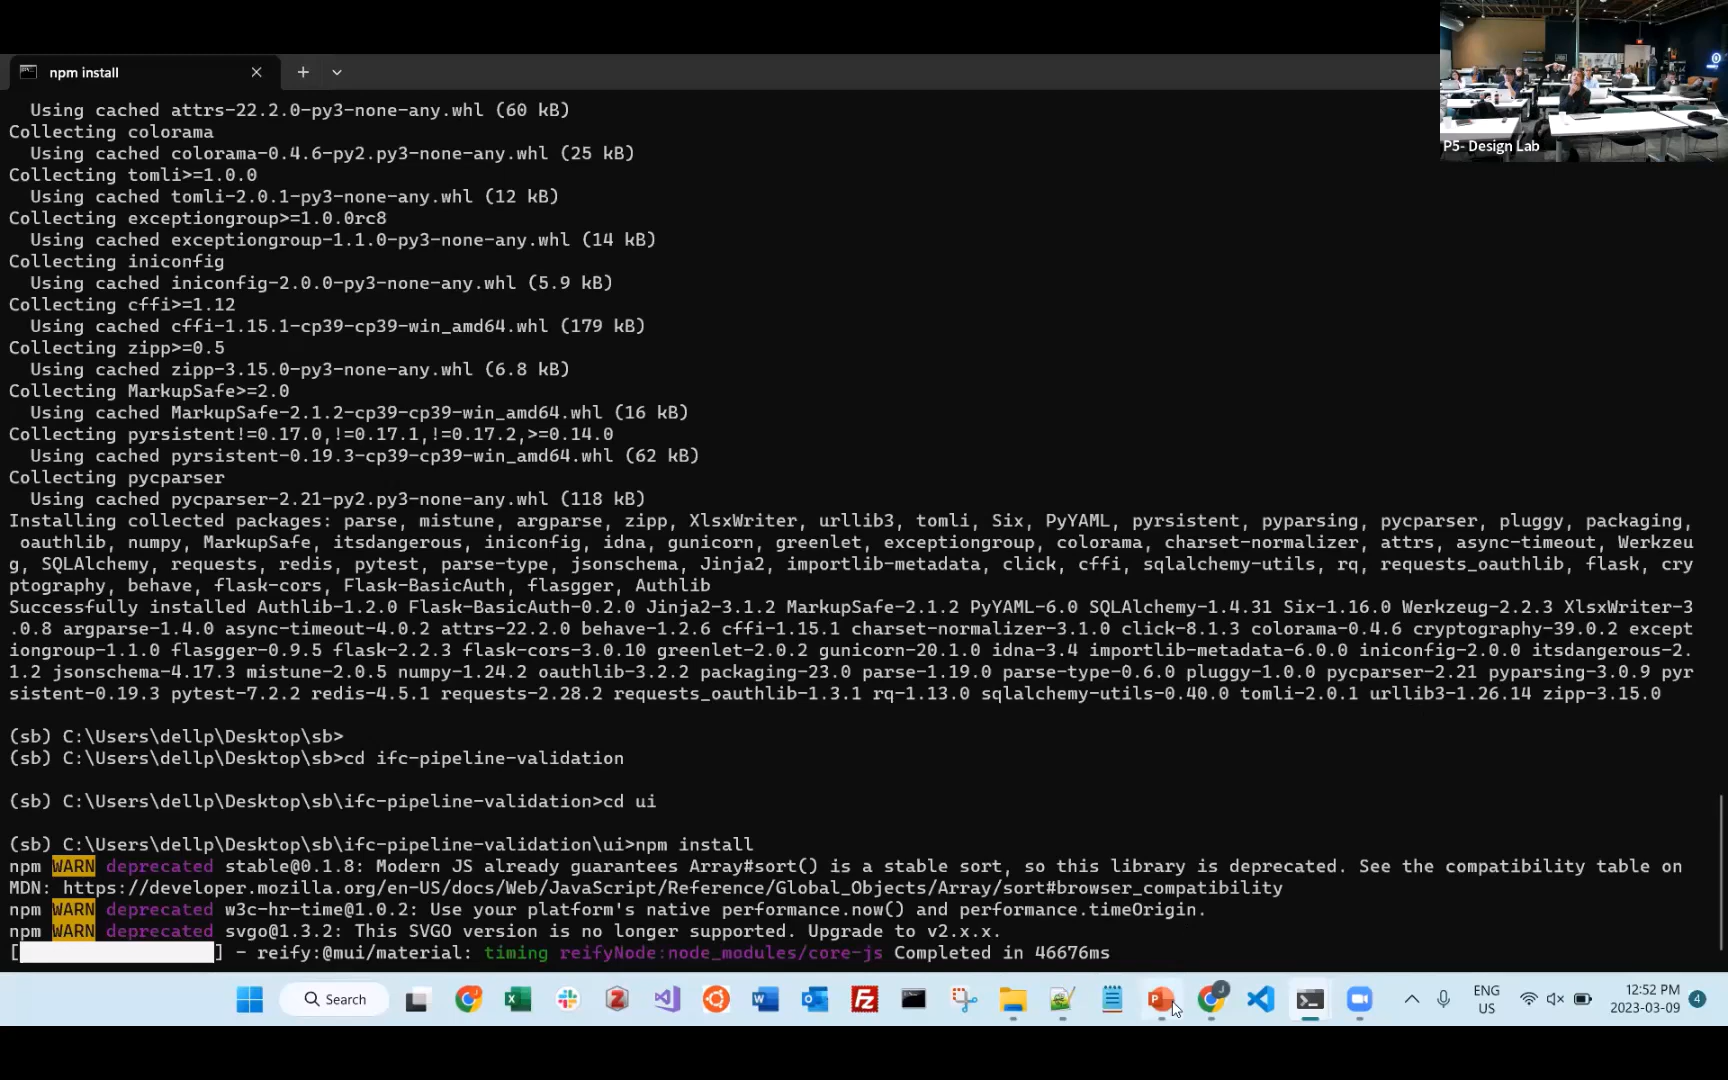 npm install
Using cached attrs-22.2.0-py3-none-any.whl (60 kB)
Collecting colorama
Using cached colorama-0.4.6-py2.py3-none-any.whl (25 kB)
Collecting tomli>=1.0.0
Using cached tomli-2.0.1-py3-none-any.whl (12 kB)
Collecting exceptiongroup>=1.0.0rc8
Using cached exceptiongroup-1.1.0-py3-none-any.whl (14 kB)
Collecting iniconfig
Using cached iniconfig-2.0.0-py3-none-any.whl (5.9 kB)
Collecting cffi>=1.12
Using cached cffi-1.15.1-cp39-cp39-win_amd64.whl (179 kB)
Collecting zipp>=0.5
Using cached zipp-3.15.0-py3-none-any.whl (6.8 kB)
Collecting MarkupSafe>=2.0
Using cached MarkupSafe-2.1.2-cp39-cp39-win_amd64.whl (16 kB)
Collecting pyrsistent!=0.17.0,!=0.17.1,!=0.17.2,>=0.14.0
Using cached pyrsistent-0.19.3-cp39-cp39-win_amd64.whl (62 kB)
Collecting pycparser
Using cached pycparser-2.21-py2.py3-none-any.whl (118 kB)
Installing collected packages: parse, mistune, argparse, zipp, XlsxWriter, urllib3, tomli, Six, PyYAML, pyrsistent, pyparsing, pycparser, pluggy, packaging,
oauthlib, numpy, MarkupSafe, itsdangerous, iniconfig, idna, gunicorn, greenlet, exceptiongroup, colorama, charset-normalizer, attrs, async-timeout, Werkzeu
g, SQLAlchemy, requests, redis, pytest, parse-type, jsonschema, Jinja2, importlib-metadata, click, cffi, sqlalchemy-utils, rq, requests_oauthlib, flask, cry
ptography, behave, flask-cors, Flask-BasicAuth, flasgger, Authlib
Successfully installed Authlib-1.2.0 Flask-BasicAuth-0.2.0 Jinja2-3.1.2 MarkupSafe-2.1.2 PyYAML-6.0 SQLAlchemy-1.4.31 Six-1.16.0 Werkzeug-2.2.3 XlsxWriter-3
.0.8 argparse-1.4.0 async-timeout-4.0.2 attrs-22.2.0 behave-1.2.6 cffi-1.15.1 charset-normalizer-3.1.0 click-8.1.3 colorama-0.4.6 cryptography-39.0.2 except
iongroup-1.1.0 flasgger-0.9.5 flask-2.2.3 flask-cors-3.0.10 greenlet-2.0.2 gunicorn-20.1.0 idna-3.4 importlib-metadata-6.0.0 iniconfig-2.0.0 itsdangerous-2.
1.2 jsonschema-4.17.3 mistune-2.0.5 numpy-1.24.2 oauthlib-3.2.2 packaging-23.0 parse-1.19.0 parse-type-0.6.0 pluggy-1.0.0 pycparser-2.21 pyparsing-3.0.9 pyr
sistent-0.19.3 pytest-7.2.2 redis-4.5.1 requests-2.28.2 requests_oauthlib-1.3.1 rq-1.13.0 sqlalchemy-utils-0.40.0 tomli-2.0.1 urllib3-1.26.14 zipp-3.15.0
(sb) C:\Users\dellp\Desktop\sb>
(sb) C:\Users\dellp\Desktop\sb>cd ifc-pipeline-validation
(sb) C:\Users\dellp\Desktop\sb\ifc-pipeline-validation>cd ui
(sb) C:\Users\dellp\Desktop\sb\ifc-pipeline-validation\ui>npm install
npm WARN deprecated stable@0.1.8: Modern JS already guarantees Array#sort() is a stable sort, so this library is deprecated. See the compatibility table on
MDN: https://developer.mozilla.org/en-US/docs/Web/JavaScript/Reference/Global_Objects/Array/sort#browser_compatibility
npm WARN deprecated w3c-hr-time@1.0.2: Use your platform's native performance.now() and performance.timeOrigin.
npm WARN deprecated svgo@1.3.2: This SVGO version is no longer supported. Upgrade to v2.x.x.
[ ] - reify:@mui/material: timing reifyNode:node_modules/core-js Completed in 46676ms
P5- Design Lab
Search
ENG
US
12:52 PM
2023-03-09
4